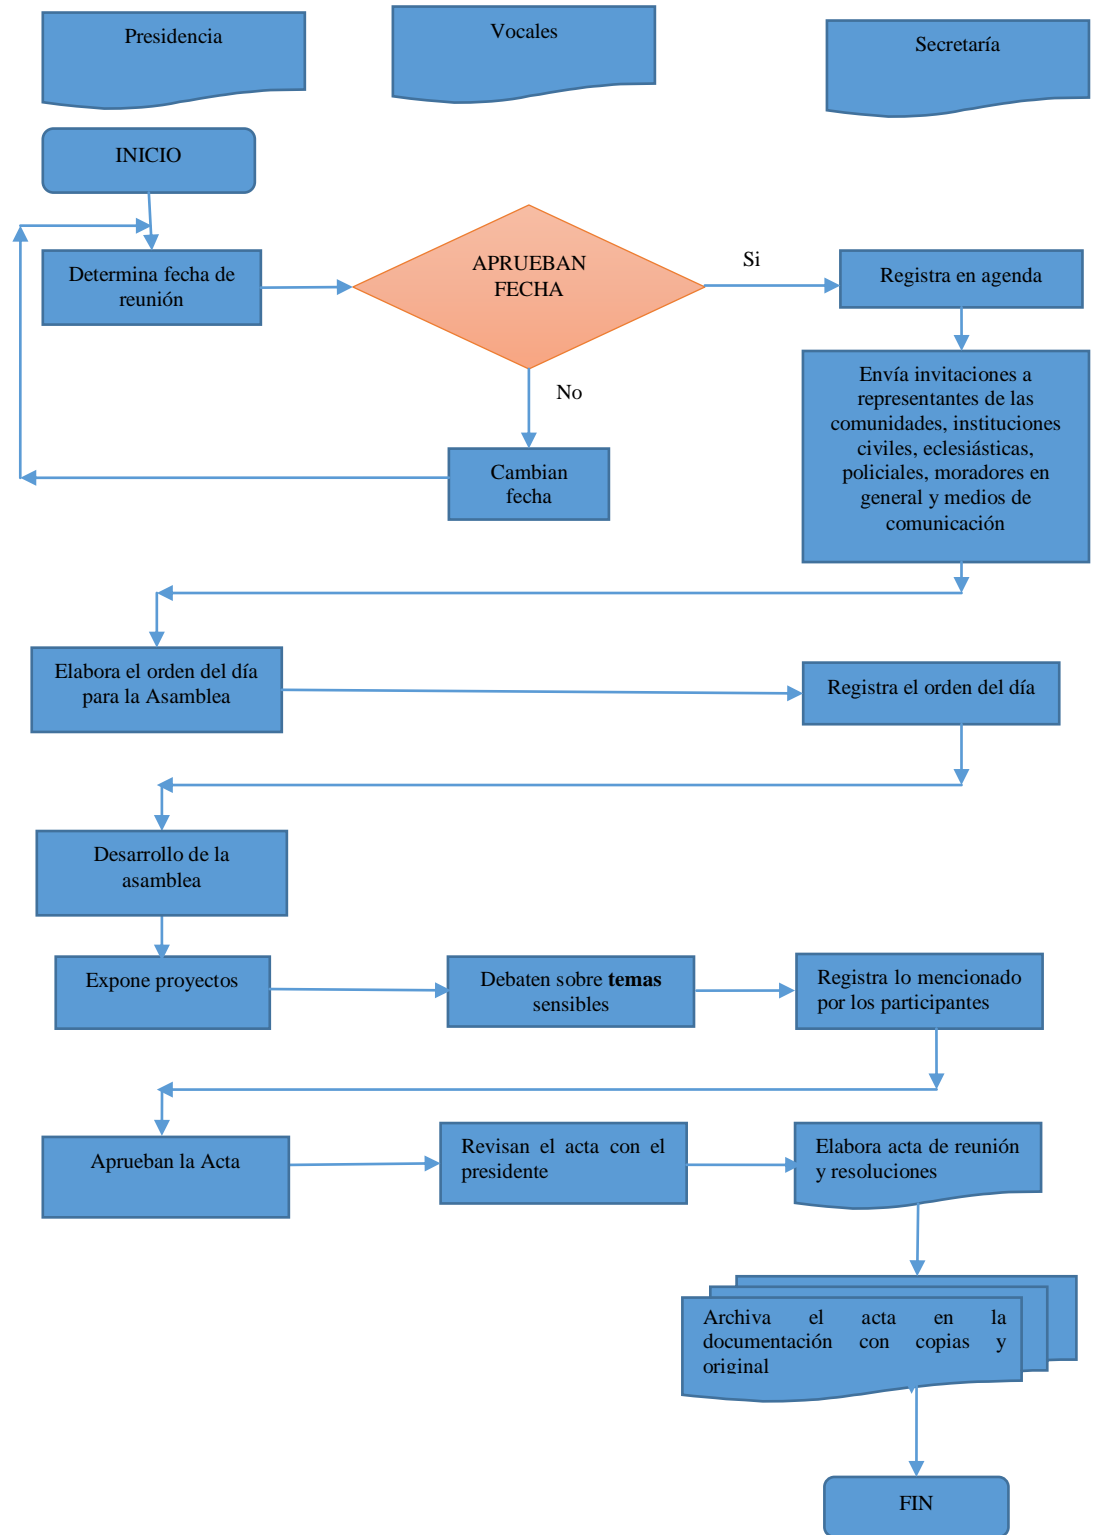 Presidencia
Vocales
Secretaría
INICIO
Determina fecha de
reunión
APRUEBAN
FECHA
Si
Registra en agenda
No
Cambian
fecha
Envía invitaciones a
representantes de las
comunidades, instituciones
civiles, eclesiásticas,
policiales, moradores en
general y medios de
comunicación
Elabora el orden del día
para la Asamblea
Registra el orden del día
Desarrollo de la
asamblea
Expone proyectos
Debaten sobre temas
sensibles
Registra lo mencionado
por los participantes
Aprueban la Acta
Revisan el acta con el
presidente
Elabora acta de reunión
y resoluciones
Archiva el acta en la
documentación con copias y
original
FIN